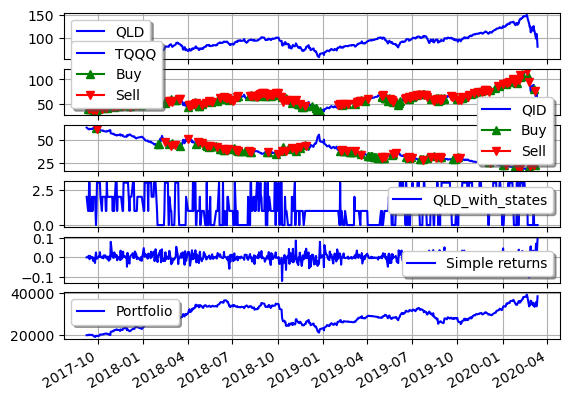 150
100
QLD
100
50
TQQQ
Buy
Sell
50
25
QID
Buy
Sell
2.5
0.0
QLD_with_states
0.1
0.0
−0.1
Simple returns
40000
20000
Portfolio
2017-10
2018-01
2018-04
2018-07
2018-10
2019-01
2019-04
2019-07
2019-10
2020-01
2020-04